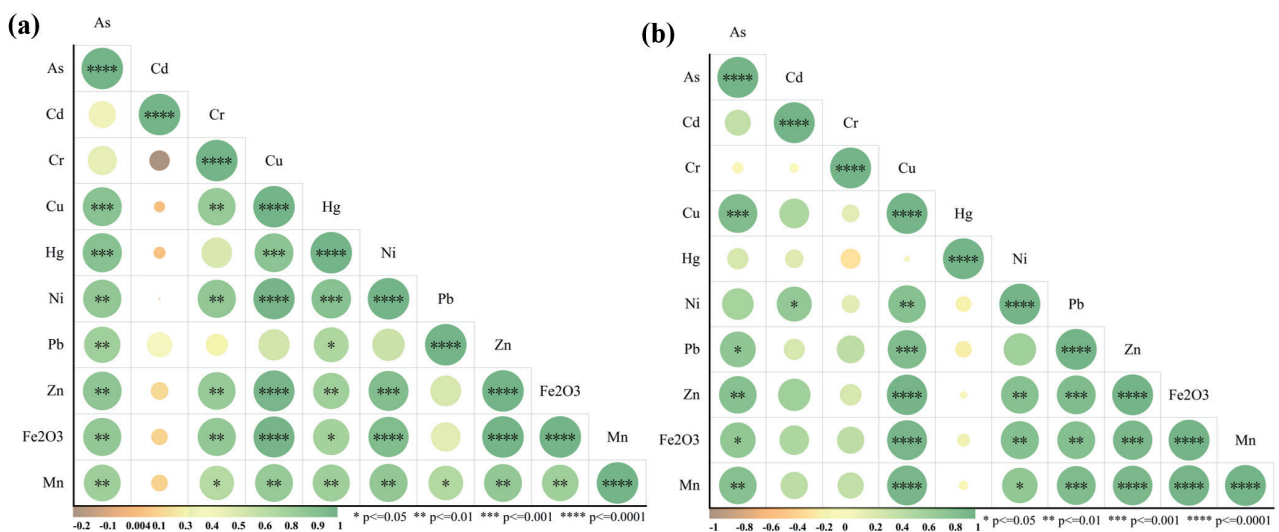 (a)
As
As **** Cd
Cd **** Cr
Cr **** Cu
Cu *** ** **** Hg
Hg *** *** **** Ni
Ni ** ** **** *** **** Pb
Pb ** * **** Zn
Zn ** ** **** ** *** **** Fe2O3
Fe2O3 ** ** **** * **** **** **** Mn
Mn ** * ** ** ** * ** ** ****
-0.2 -0.1 0.004 0.1 0.3 0.4 0.5 0.6 0.8 0.9 1 * p<=0.05 ** p<=0.01 *** p<=0.001 **** p<=0.0001
(b)
As
As **** Cd
Cd **** Cr
Cr **** Cu
Cu *** **** Hg
Hg **** Ni
Ni * ** **** Pb
Pb * *** **** Zn
Zn ** **** ** *** **** Fe2O3
Fe2O3 * **** ** ** *** **** Mn
Mn ** **** * *** **** **** ****
-1 -0.8 -0.6 -0.4 -0.2 0 0.2 0.4 0.6 0.8 1 * p<=0.05 ** p<=0.01 *** p<=0.001 **** p<=0.0001